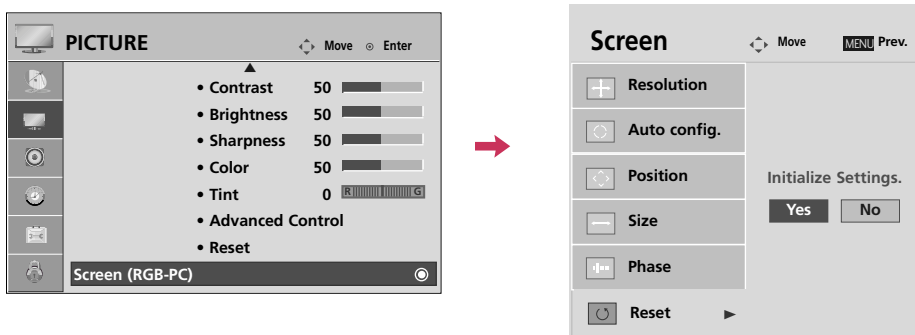 PICTURE
Move Enter
• Contrast 50
• Brightness 50
• Sharpness 50
• Color 50
• Tint 0 R G
• Advanced Control
• Reset
Screen (RGB-PC)
Screen
Move MENU Prev.
Resolution
Auto config.
Position
Size
Phase
Reset
Initialize Settings.
Yes No